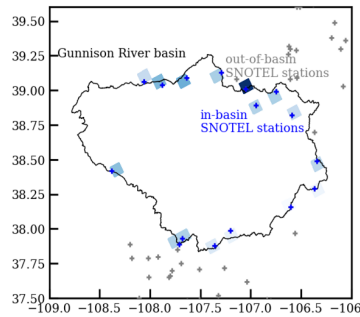 39.50
39.25
Gunnison River basin
out-of-basin
SNOTEL stations
39.00
in-basin
SNOTEL stations
38.75
38.50
38.25
38.00
37.75
37.50
−109.0 −108.5 −108.0 −107.5 −107.0 −106.5 −106